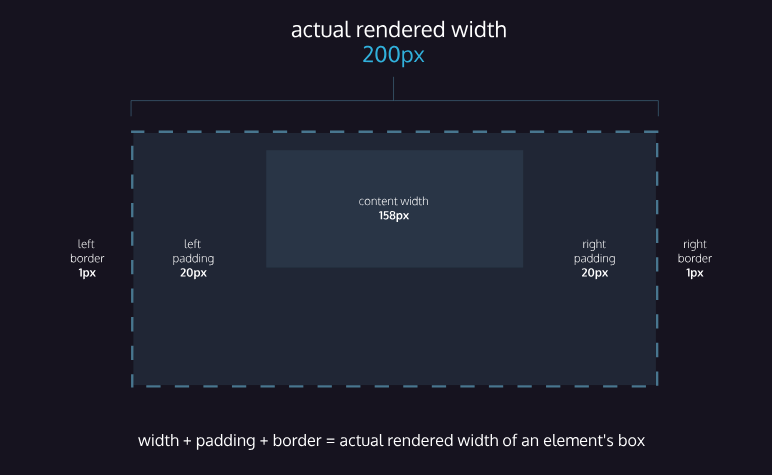 actual rendered width
200px
content width
158px
left
border
1px
left
padding
20px
right
padding
20px
right
border
1px
width + padding + border = actual rendered width of an element's box